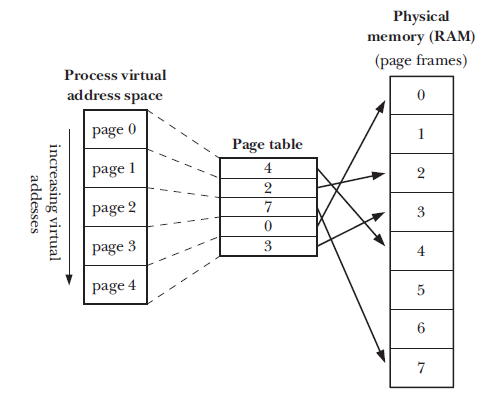 Physical
memory (RAM)
(page frames)
Process virtual
address space
Page table
increasing virtual
addesses
page 0
page 1
page 2
page 3
page 4
4
2
7
0
3
0
1
2
3
4
5
6
7